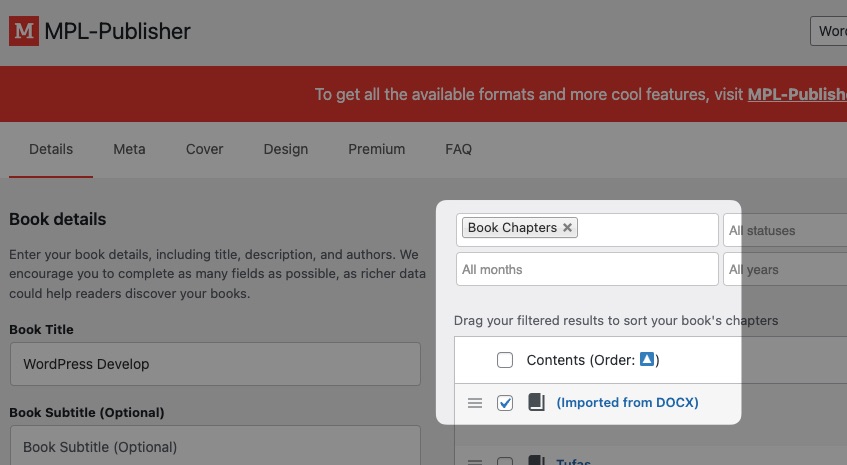 M MPL-Publisher
Wor
To get all the available formats and more cool features, visit MPL-Publishe
Details Meta Cover Design Premium FAQ
Book details
Enter your book details, including title, description, and authors. We
encourage you to complete as many fields as possible, as richer data
could help readers discover your books.
Book Title
WordPress Develop
Book Subtitle (Optional)
Book Subtitle (Optional)
Book Chapters ×
All statuses
All months
All years
Drag your filtered results to sort your book's chapters
Contents (Order: 🔼)
(Imported from DOCX)
Tufas